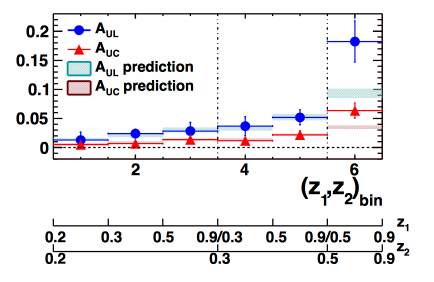 0.2
A_UL
A_UC
0.15
A_UL prediction
0.1
A_UC prediction
0.05
0
2 4 6
(z_1,z_2)_bin
z_1
0.2 0.3 0.5 0.9/0.3 0.5 0.9/0.5 0.9
z_2
0.2 0.3 0.5 0.9